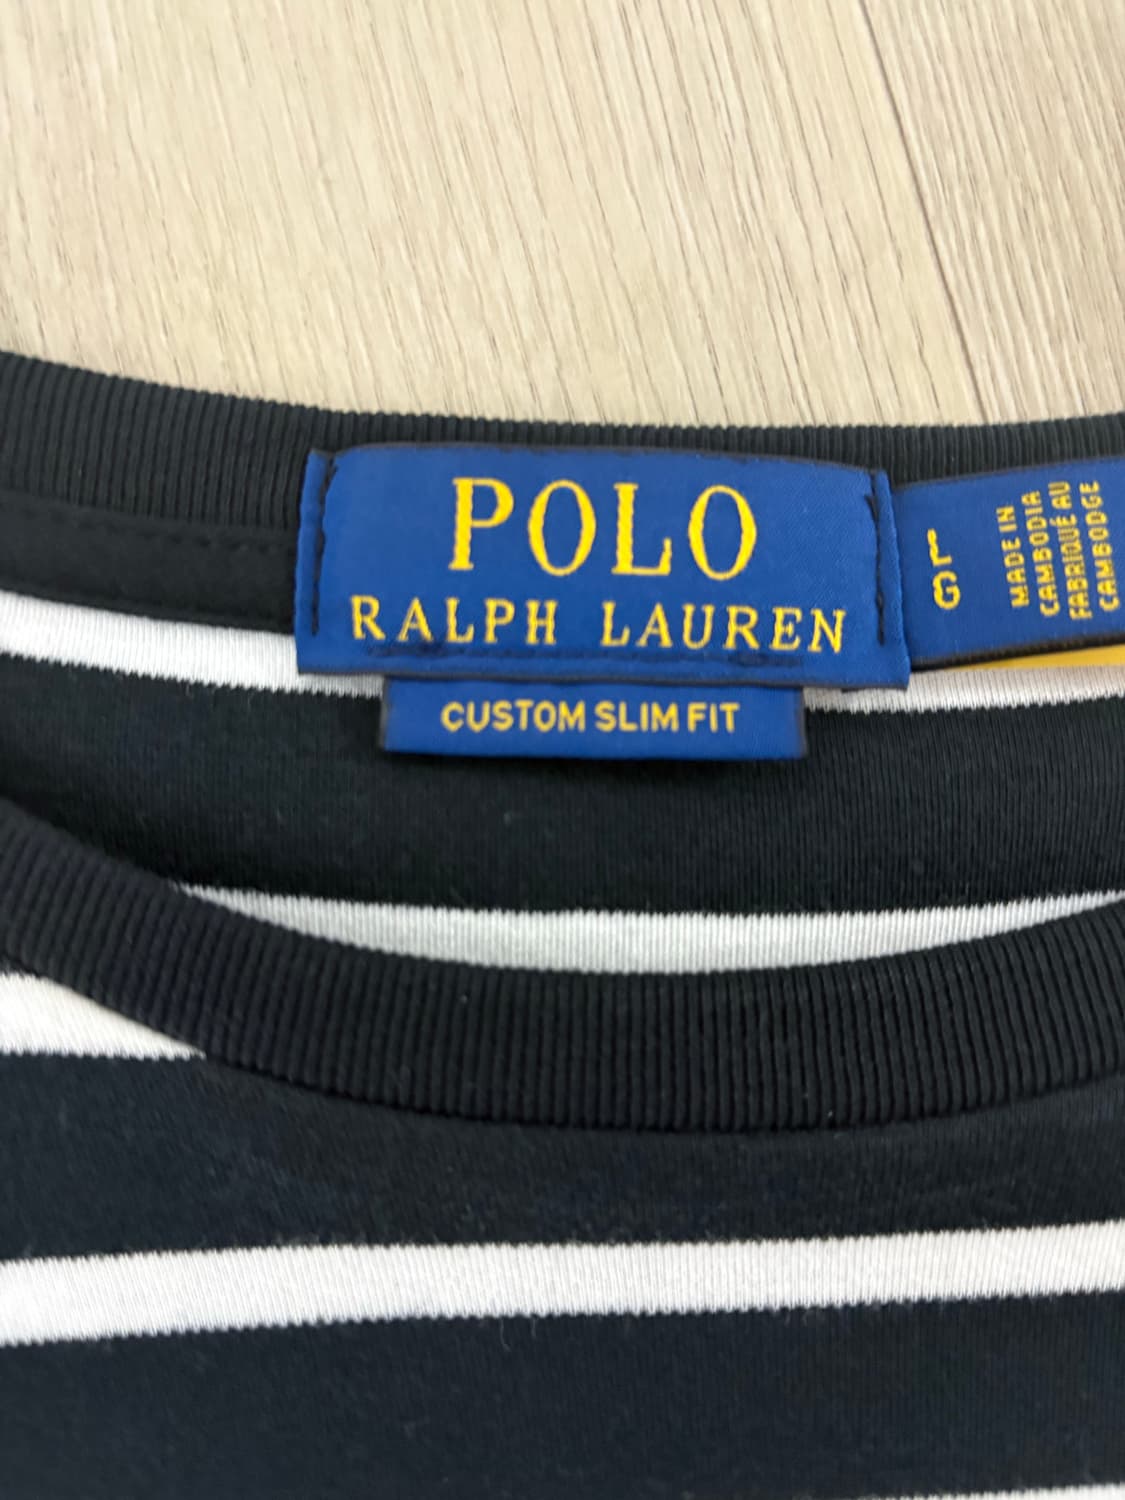 POLO
RALPH LAUREN
CUSTOM SLIM FIT
L
G
MADE IN
CAMBODIA
FABRIQUÉ AU
CAMBODGE